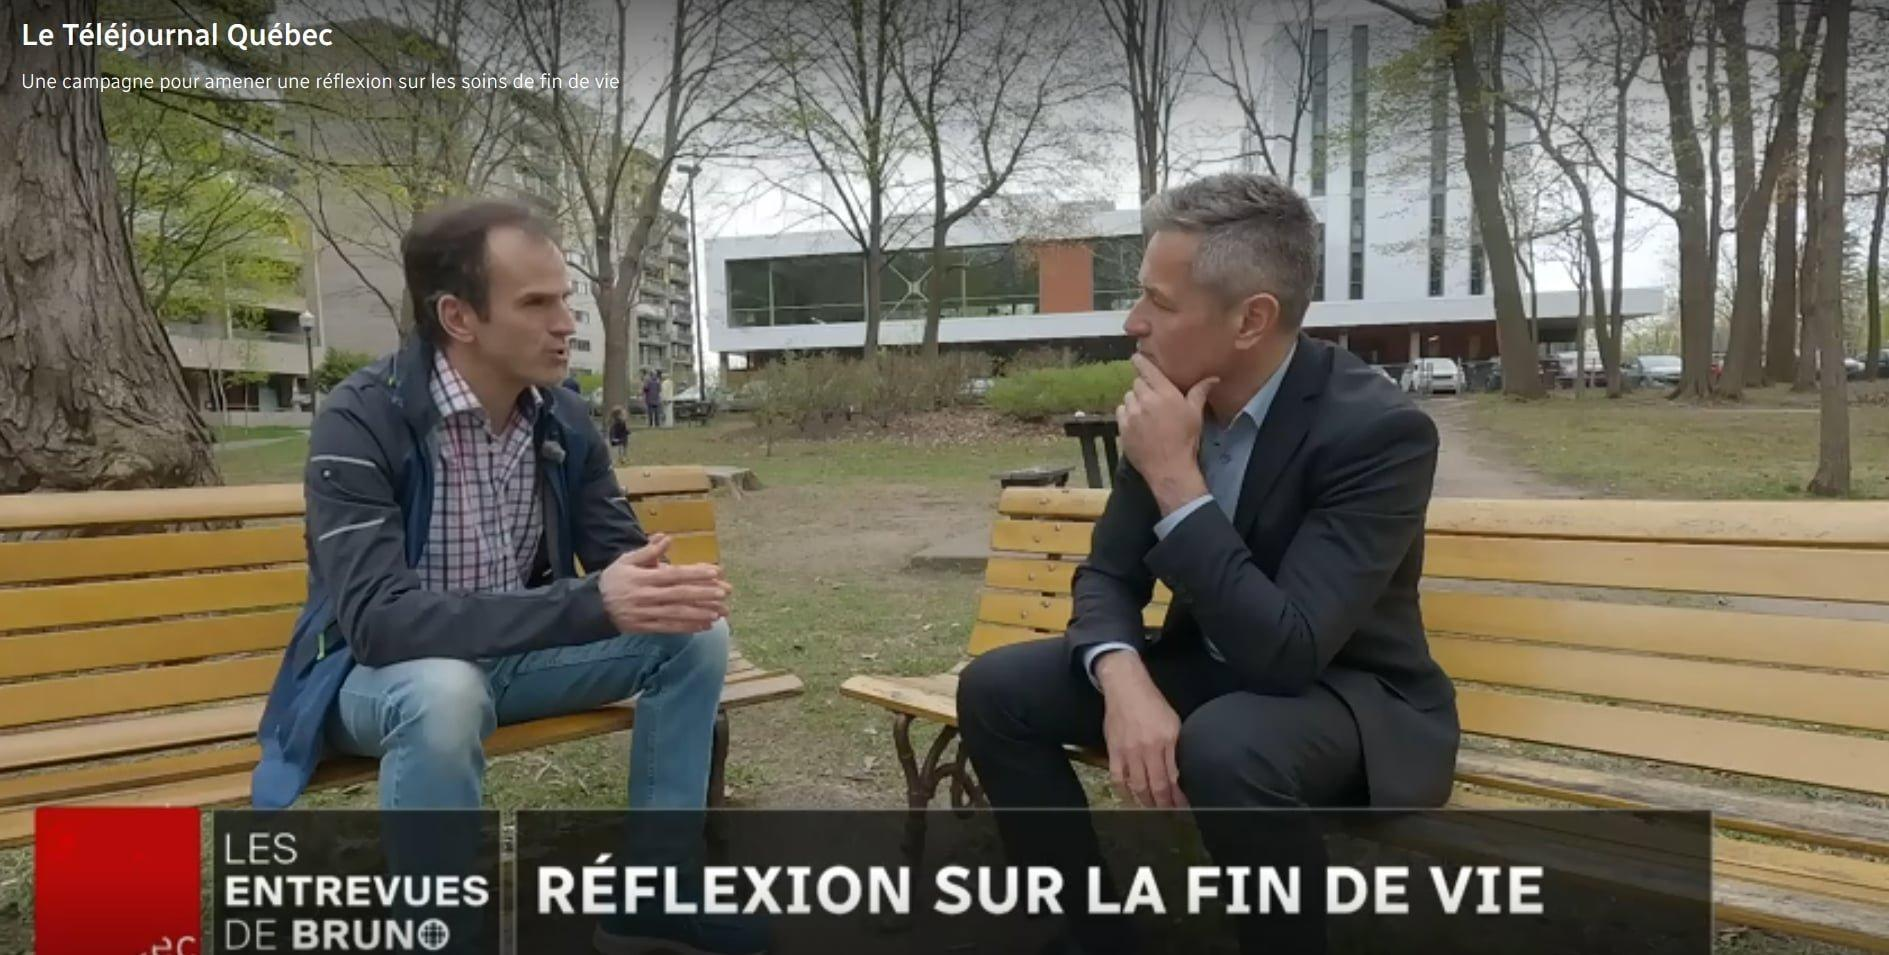 Le Téléjournal Québec
Une campagne pour amener une réflexion sur les soins de fin de vie
LES
ENTREVUES
DE BRUNO
RÉFLEXION SUR LA FIN DE VIE
ec